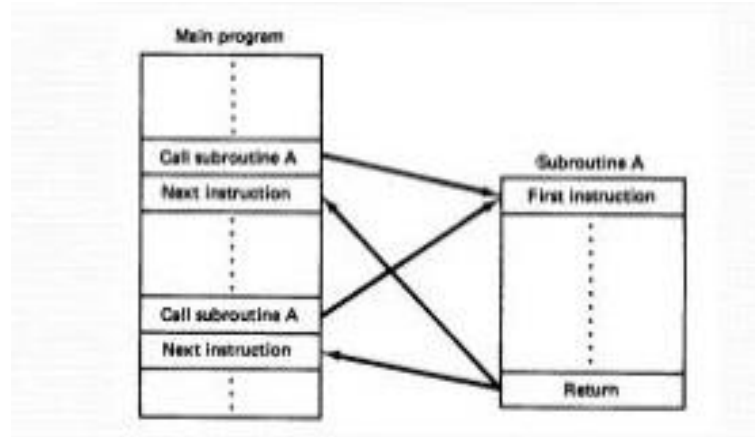 Main program
Call subroutine A
Next instruction
Call subroutine A
Next instruction
Subroutine A
First instruction
Return